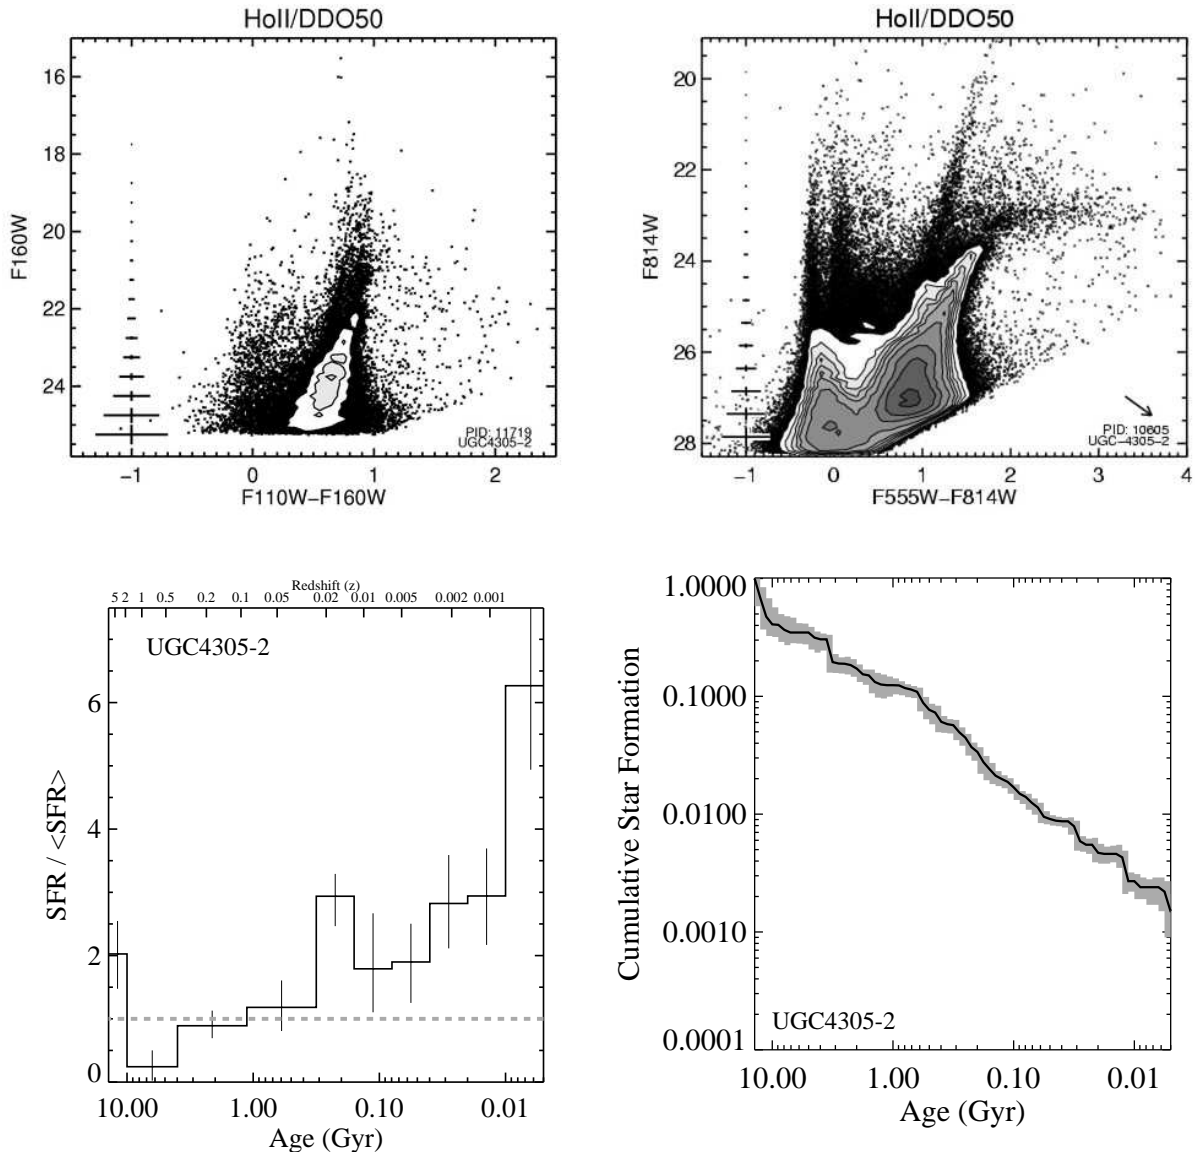 HoII/DDO50
16
18
20
22
24
F160W
−1
0
1
2
F110W−F160W
PID: 11719
UGC4305−2
HoII/DDO50
20
22
24
26
28
F814W
−1
0
1
2
3
4
F555W−F814W
PID: 10605
UGC−4305−2
Redshift (z)
5 2 1 0.5 0.2 0.1 0.05 0.02 0.01 0.005 0.002 0.001
UGC4305-2
6
4
2
0
SFR / <SFR>
10.00 1.00 0.10 0.01
Age (Gyr)
1.0000
0.1000
0.0100
0.0010
0.0001
Cumulative Star Formation
UGC4305-2
10.00 1.00 0.10 0.01
Age (Gyr)